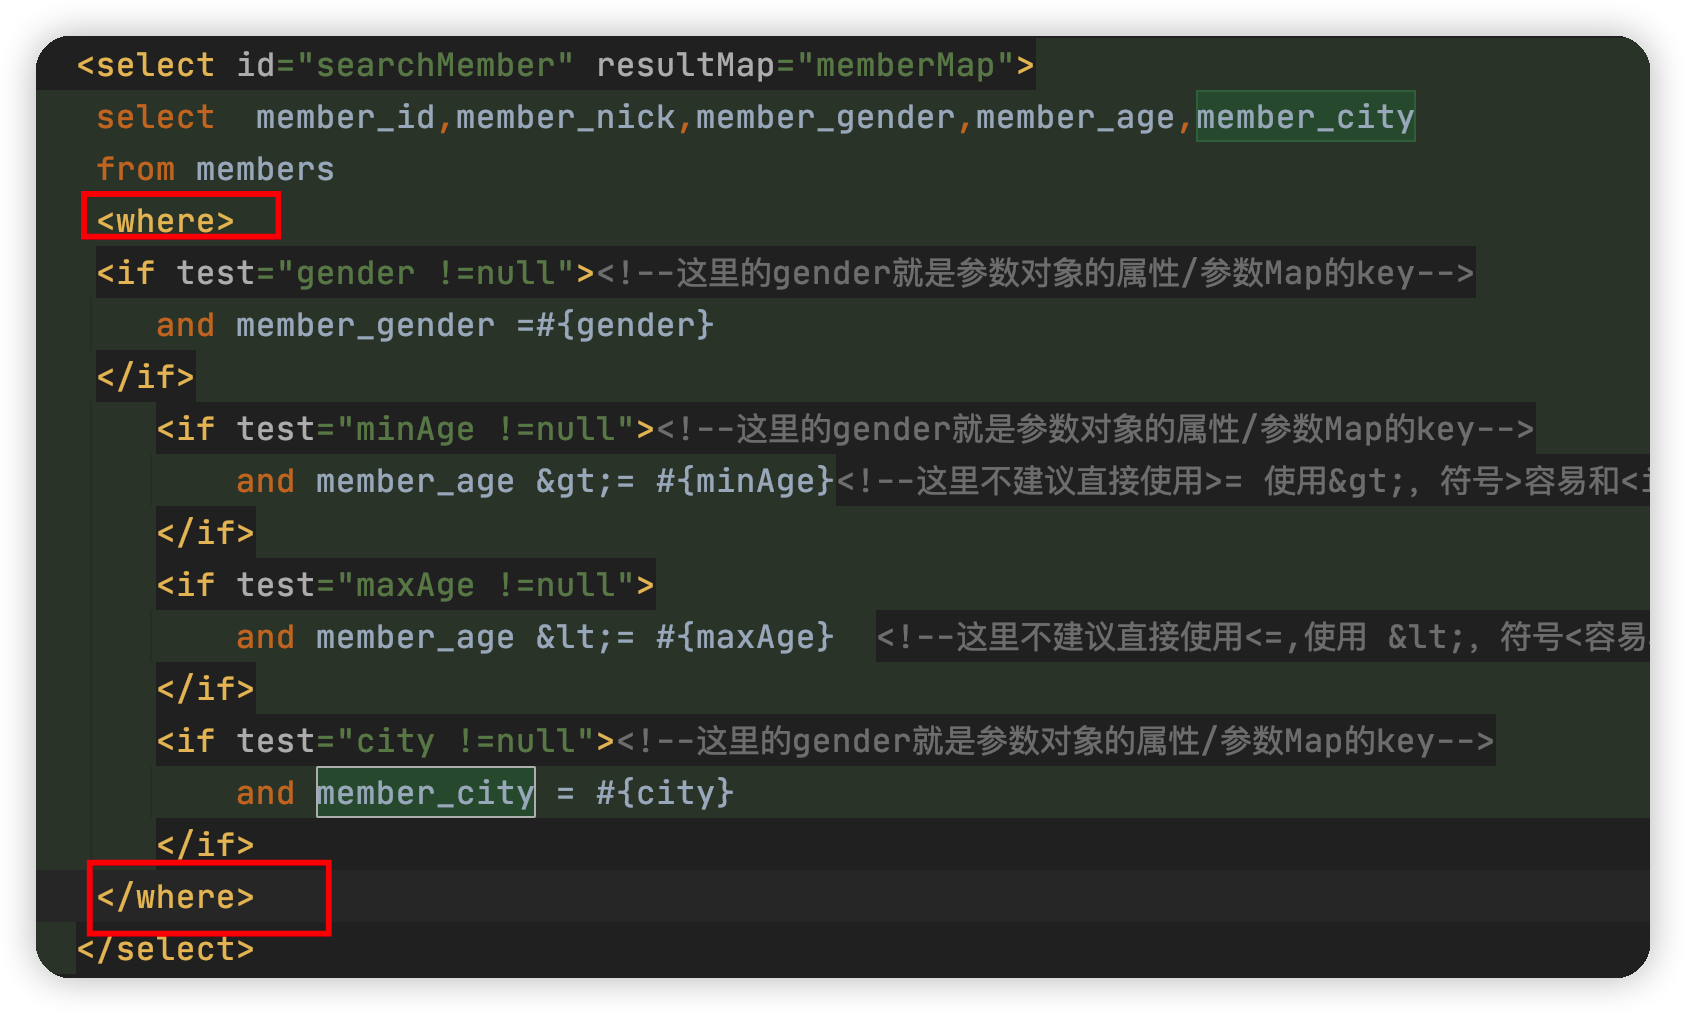 <select id="searchMember" resultMap="memberMap">
select  member_id,member_nick,member_gender,member_age,member_city
from members
<where>
<if test="gender !=null"><!--这里的gender就是参数对象的属性/参数Map的key-->
and member_gender =#{gender}
</if>
<if test="minAge !=null"><!--这里的gender就是参数对象的属性/参数Map的key-->
and member_age &gt;= #{minAge}<!--这里不建议直接使用>= 使用&gt;, 符号>容易和<i
</if>
<if test="maxAge !=null">
and member_age &lt;= #{maxAge}  <!--这里不建议直接使用<=,使用 &lt;, 符号<容易
</if>
<if test="city !=null"><!--这里的gender就是参数对象的属性/参数Map的key-->
and member_city = #{city}
</if>
</where>
</select>